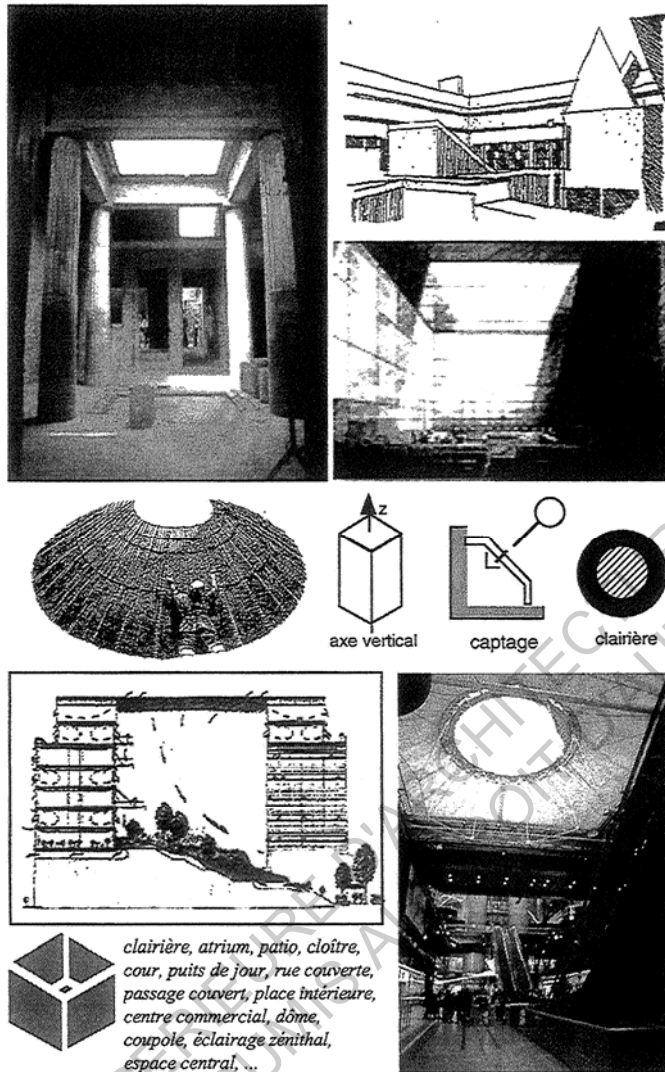 z
axe vertical
captage
clairière
clairière, atrium, patio, cloître,
cour, puits de jour, rue couverte,
passage couvert, place intérieure,
centre commercial, dôme,
coupole, éclairage zénithal,
espace central, ...